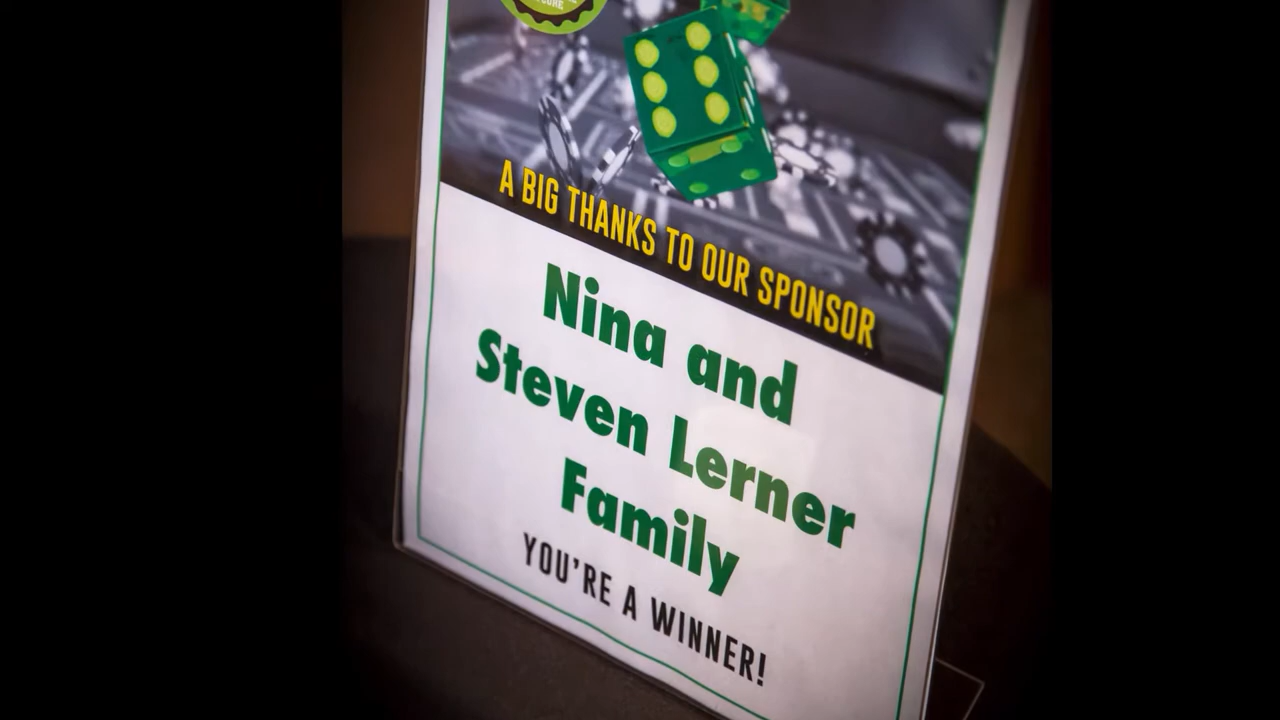 A BIG THANKS TO OUR SPONSOR
Nina and
Steven Lerner
Family
YOU'RE A WINNER!